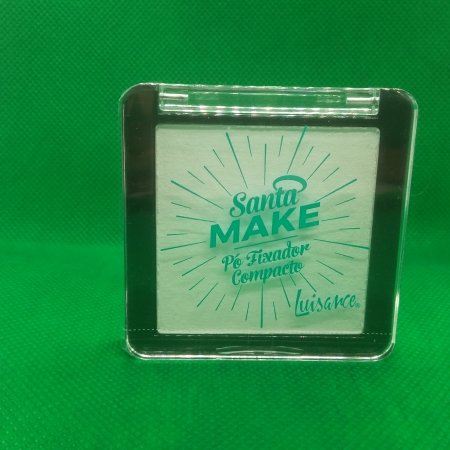 Santa
MAKE
Pó Fixador
Compacto
Luisance